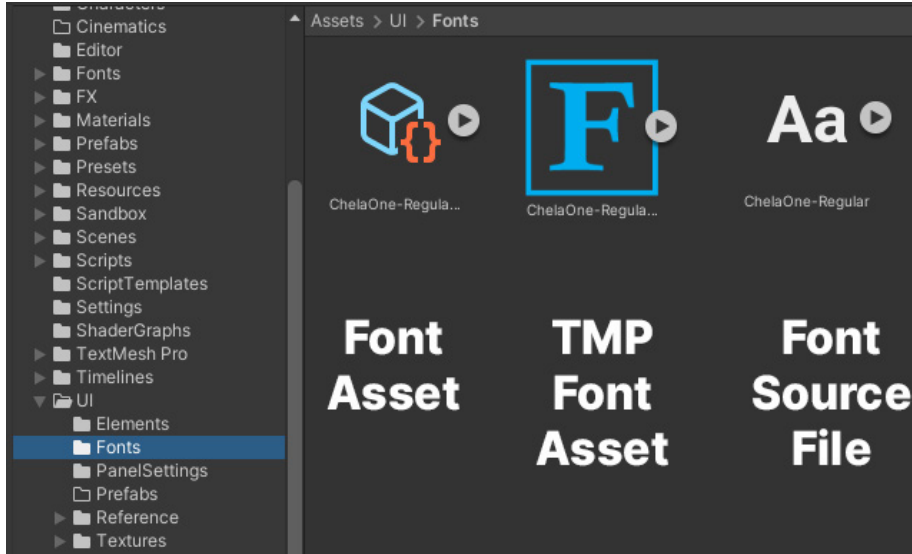 Cinematics
Editor
Fonts
FX
Materials
Prefabs
Presets
Resources
Sandbox
Scenes
Scripts
ScriptTemplates
Settings
ShaderGraphs
TextMesh Pro
Timelines
UI
Elements
Fonts
PanelSettings
Prefabs
Reference
Textures
Assets > UI > Fonts
{}
F
Aa
ChelaOne-Regula...
ChelaOne-Regula...
ChelaOne-Regular
Font
Asset
TMP
Font
Asset
Font
Source
File